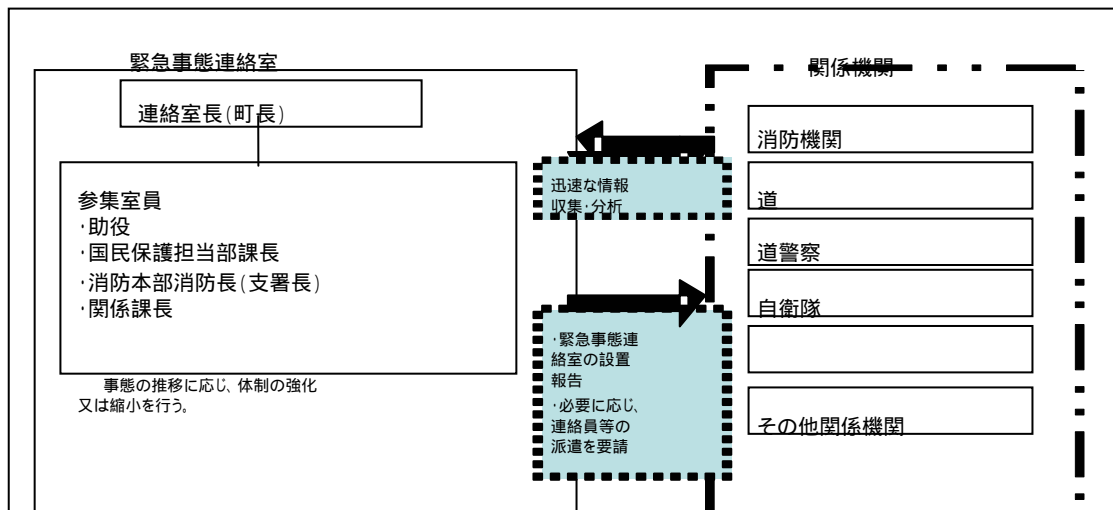 緊急事態連絡室
連絡室長(町長)
参集室員
・助役
・国民保護担当部課長
・消防本部消防長(支署長)
・関係課長
事態の推移に応じ、体制の強化
又は縮小を行う。
迅速な情報
収集・分析
・緊急事態連
絡室の設置
報告
・必要に応じ、
連絡員等の
派遣を要請
関係機関
消防機関
道
道警察
自衛隊
その他関係機関